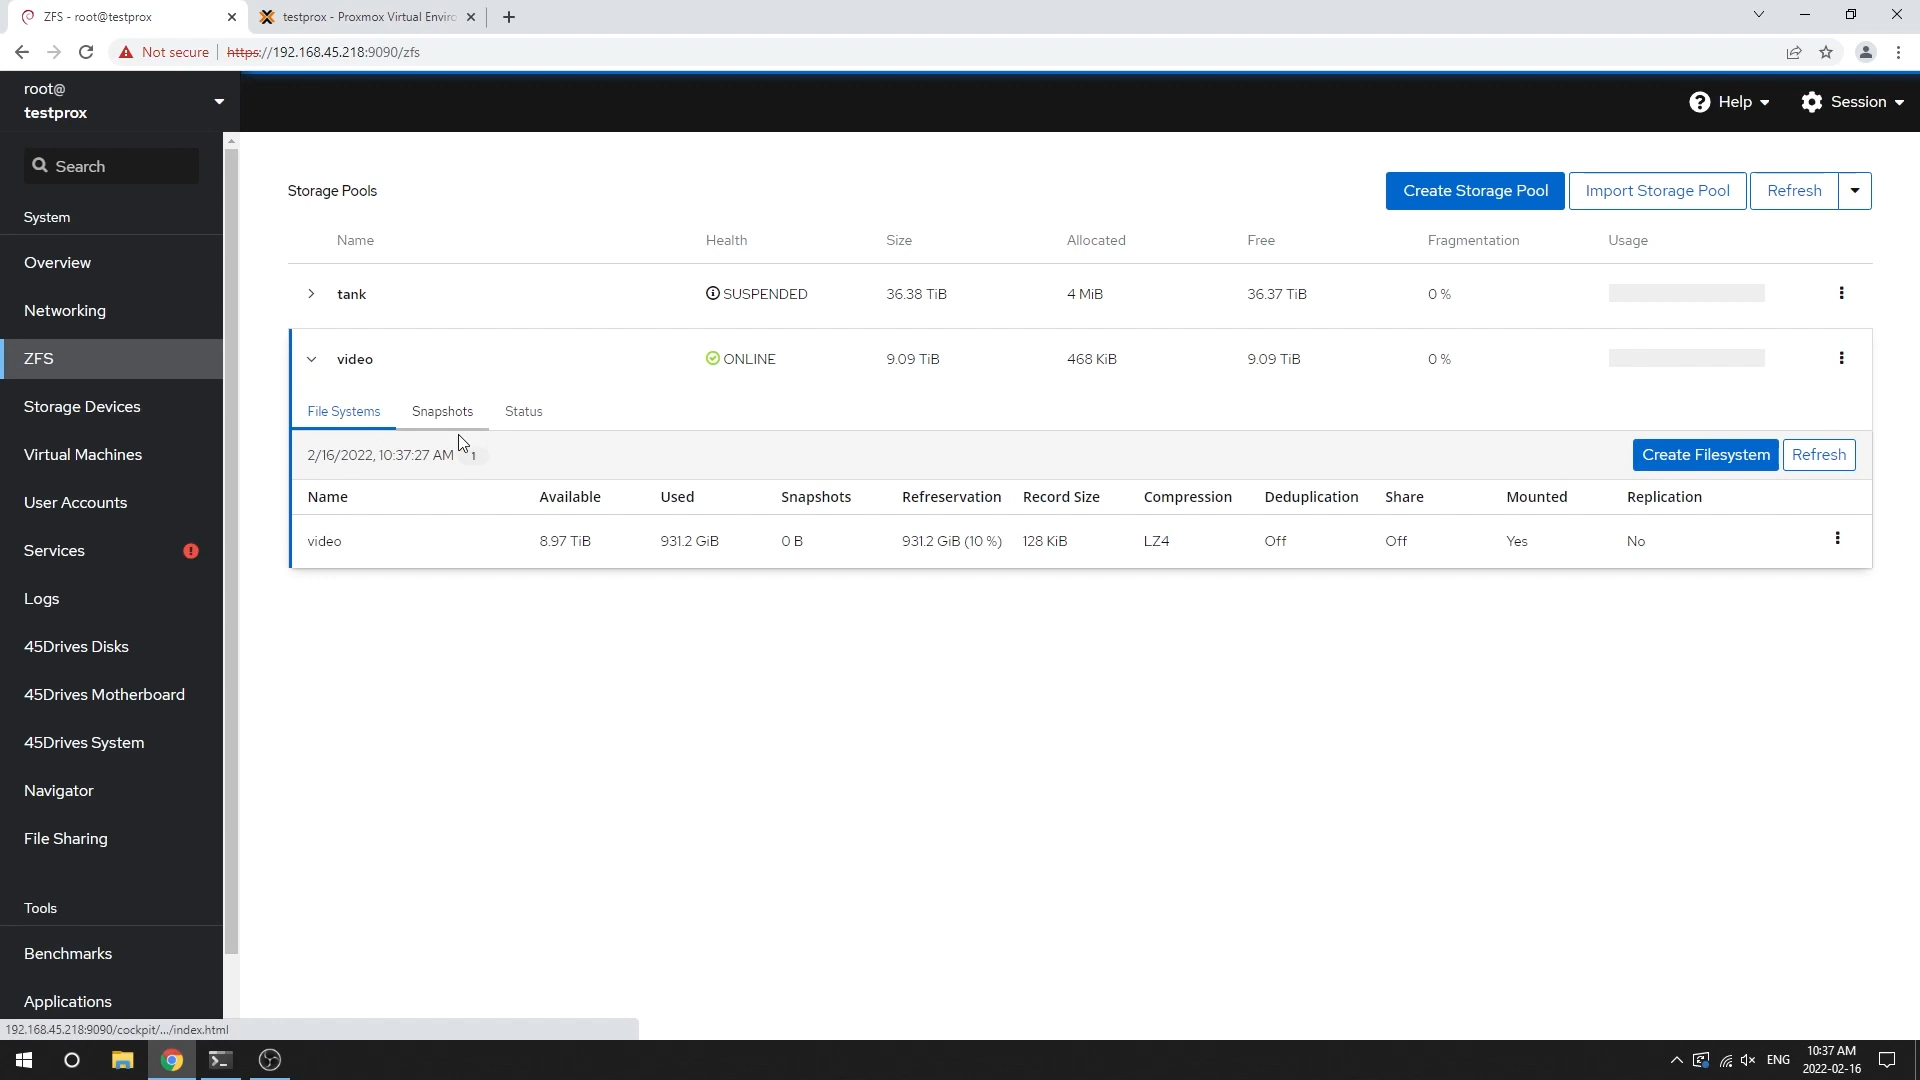 ZFS - root@testprox
testprox - Proxmox Virtual Enviro
Not secure https://192.168.45.218:9090/zfs
root@
testprox
Help
Session
Search
System
Overview
Networking
ZFS
Storage Devices
Virtual Machines
User Accounts
Services
Logs
45Drives Disks
45Drives Motherboard
45Drives System
Navigator
File Sharing
Tools
Benchmarks
Applications
Storage Pools
Create Storage Pool Import Storage Pool Refresh
Name Health Size Allocated Free Fragmentation Usage
tank SUSPENDED 36.38 TiB 4 MiB 36.37 TiB 0 %
video ONLINE 9.09 TiB 468 KiB 9.09 TiB 0 %
File Systems Snapshots Status
2/16/2022, 10:37:27 AM 1
Create Filesystem Refresh
Name Available Used Snapshots Refreservation Record Size Compression Deduplication Share Mounted Replication
video 8.97 TiB 931.2 GiB 0 B 931.2 GiB (10 %) 128 KiB LZ4 Off Off Yes No
192.168.45.218:9090/cockpit/.../index.html
ENG
10:37 AM
2022-02-16